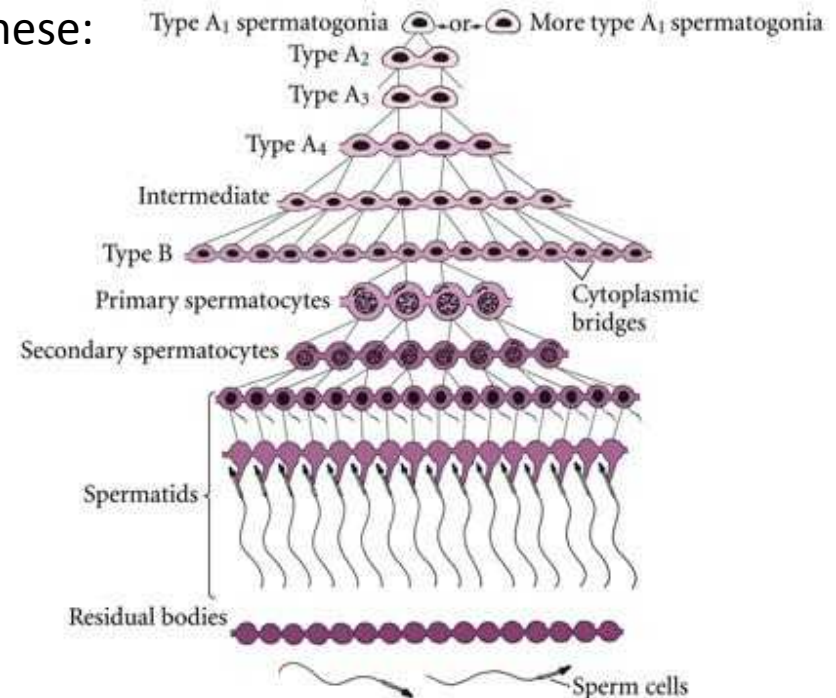 Type A₁ spermatogonia or More type A₁ spermatogonia
Type A₂
Type A₃
Type A₄
Intermediate
Type B
Cytoplasmic
bridges
Primary spermatocytes
Secondary spermatocytes
Spermatids
Residual bodies
Sperm cells